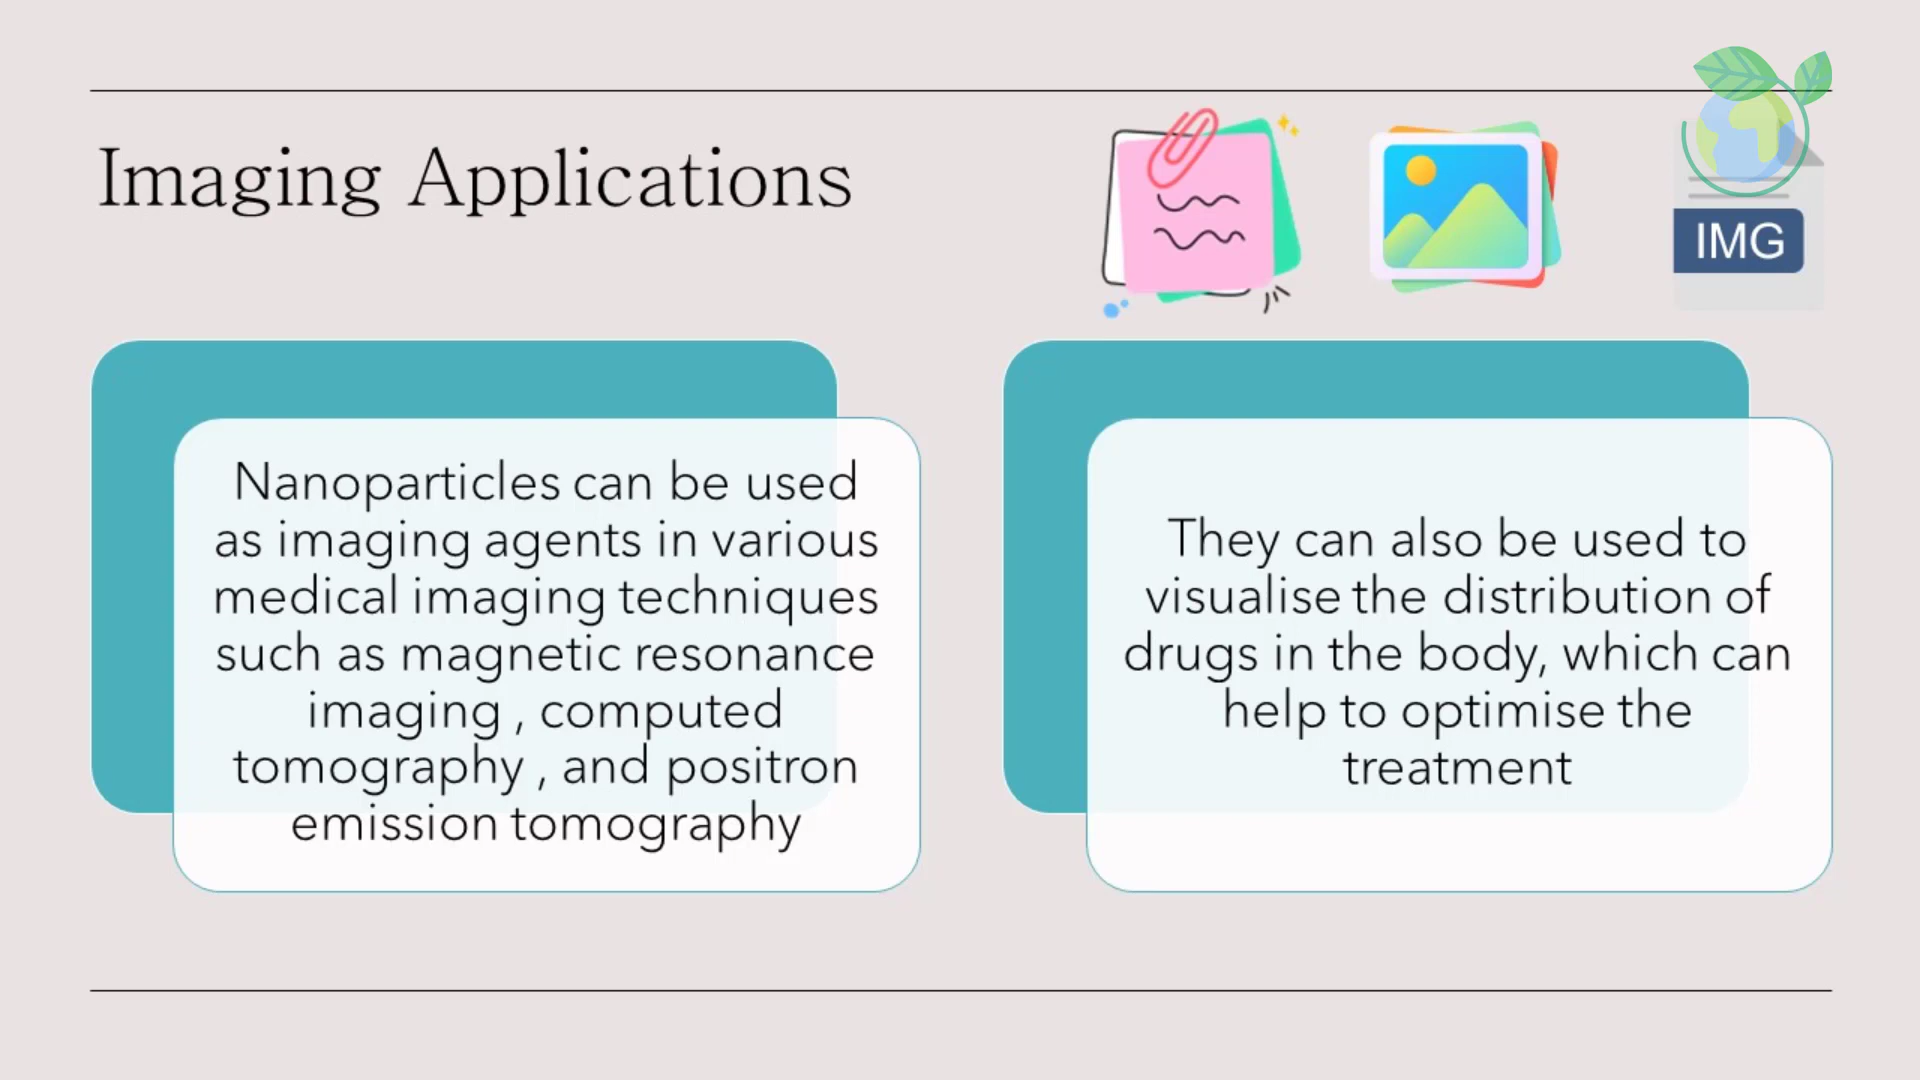 Imaging Applications
IMG
Nanoparticles can be used
as imaging agents in various
medical imaging techniques
such as magnetic resonance
imaging , computed
tomography , and positron
emission tomography
They can also be used to
visualise the distribution of
drugs in the body, which can
help to optimise the
treatment